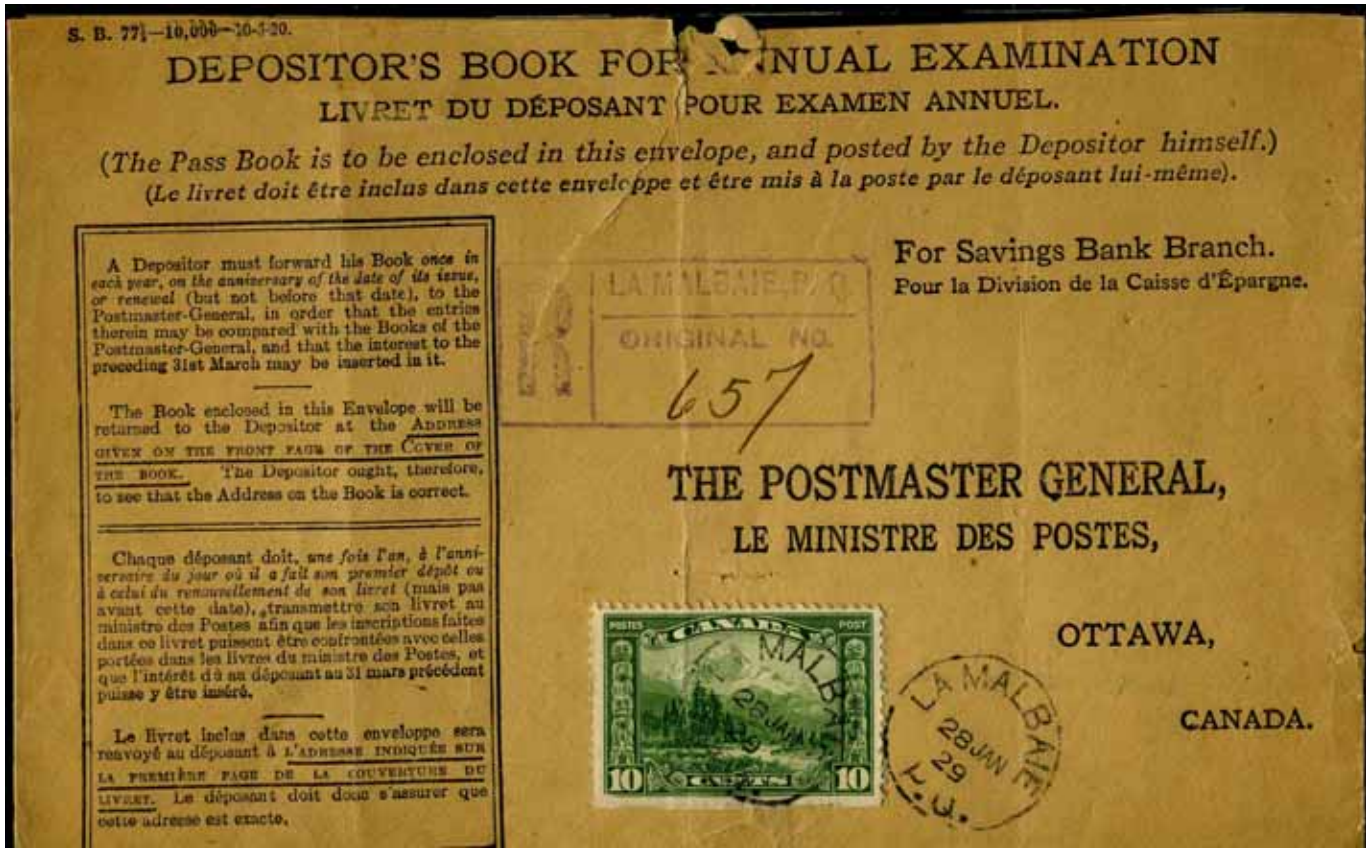 S. B. 77½—10,000—10-3-20.
DEPOSITOR'S BOOK FOR ANNUAL EXAMINATION
LIVRET DU DÉPOSANT POUR EXAMEN ANNUEL.
(The Pass Book is to be enclosed in this envelope, and posted by the Depositor himself.)
(Le livret doit être inclus dans cette enveloppe et être mis à la poste par le déposant lui-même).
A Depositor must forward his Book once in
each year, on the anniversary of the date of its issue,
or renewal (but not before that date), to the
Postmaster-General, in order that the entries
therein may be compared with the Books of the
Postmaster-General, and that the interest to the
preceding 31st March may be inserted in it.
The Book enclosed in this Envelope will be
returned to the Depositor at the ADDRESS
GIVEN ON THE FRONT PAGE OF THE COVER OF
THE BOOK. The Depositor ought, therefore,
to see that the Address on the Book is correct.
Chaque déposant doit, une fois l'an, à l'anni-
versaire du jour où il a fait son premier dépôt ou
à celui du renouvellement de son livret (mais pas
avant cette date), transmettre son livret au
ministre des Postes afin que les inscriptions faites
dans ce livret puissent être confrontées avec celles
portées dans les livres du ministre des Postes, et
que l'intérêt dû au déposant au 31 mars précédent
puisse y être inséré.
Le livret inclus dans cette enveloppe sera
renvoyé au déposant à L'ADRESSE INDIQUÉE SUR
LA PREMIÈRE PAGE DE LA COUVERTURE DU
LIVRET. Le déposant doit donc s'assurer que
cette adresse est exacte.
LA MALBAIE, P.Q.
ORIGINAL NO.
657
For Savings Bank Branch.
Pour la Division de la Caisse d'Épargne.
THE POSTMASTER GENERAL,
LE MINISTRE DES POSTES,
OTTAWA,
CANADA.
POSTES CANADA POST
10 CENTS 10
MALBAIE
28 JAN
LA MALBAIE
28 JAN
29
P.Q.